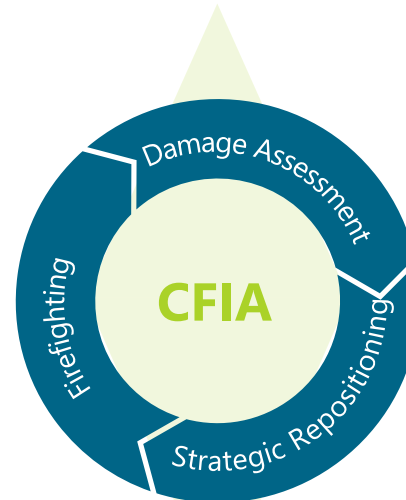 Damage Assessment
CFIA
Firefighting
Strategic Repositioning